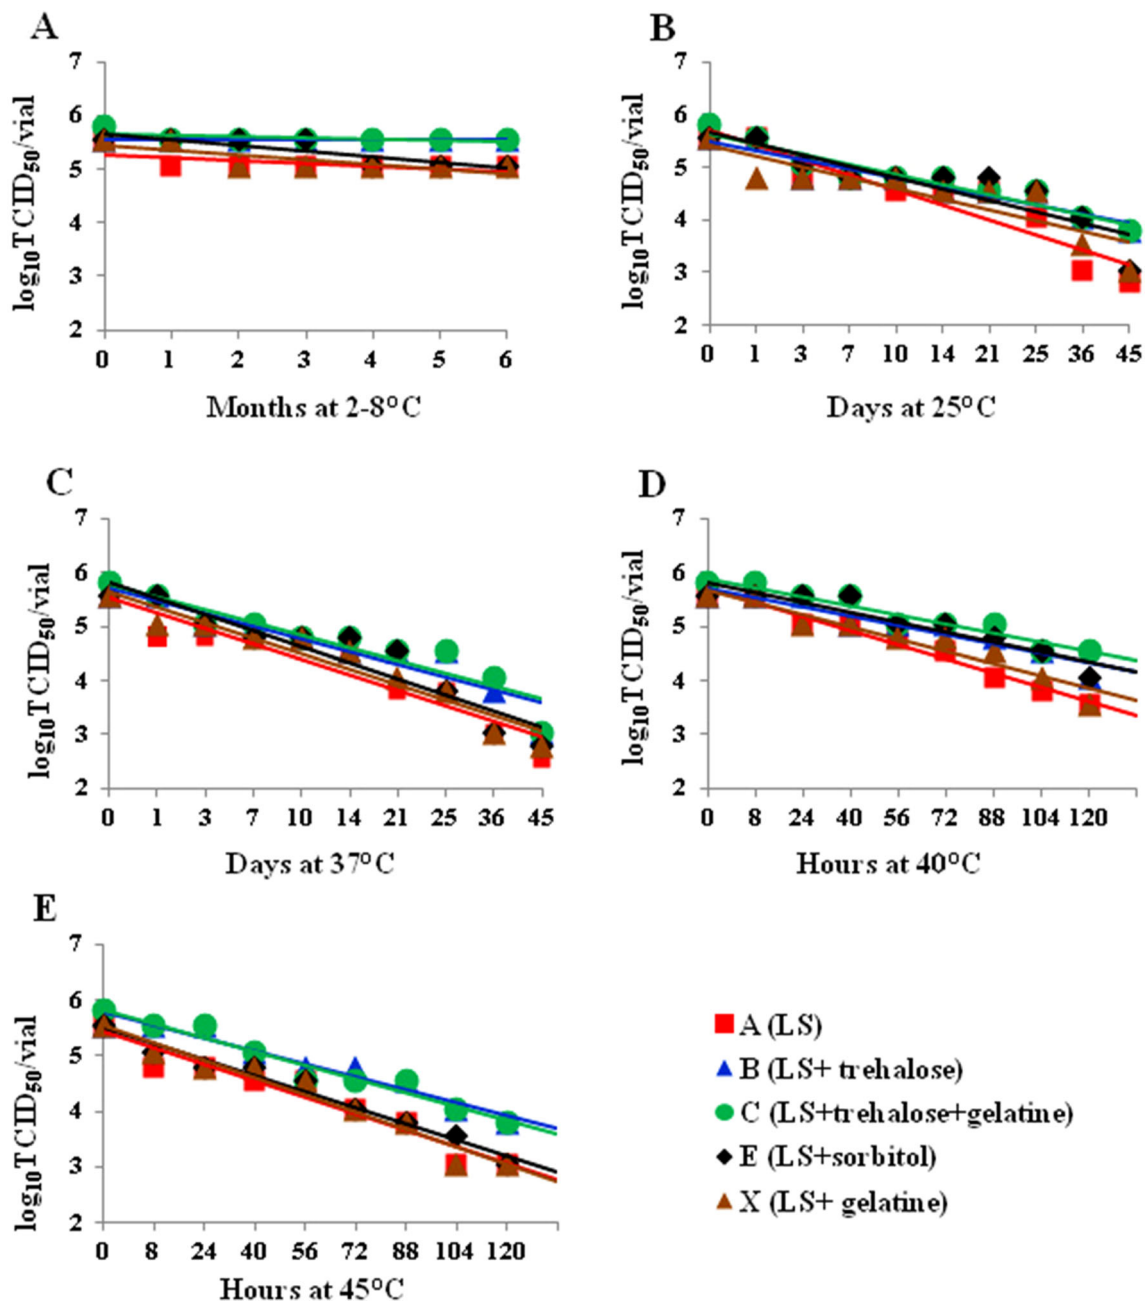 A
7
6
5
4
3
2
log₁₀TCID₅₀/vial
0 1 2 3 4 5 6
Months at 2-8°C
B
7
6
5
4
3
2
log₁₀TCID₅₀/vial
0 1 3 7 10 14 21 25 36 45
Days at 25°C
C
7
6
5
4
3
2
log₁₀TCID₅₀/vial
0 1 3 7 10 14 21 25 36 45
Days at 37°C
D
7
6
5
4
3
2
log₁₀TCID₅₀/vial
0 8 24 40 56 72 88 104 120
Hours at 40°C
E
7
6
5
4
3
2
log₁₀TCID₅₀/vial
0 8 24 40 56 72 88 104 120
Hours at 45°C
A (LS)
B (LS+ trehalose)
C (LS+trehalose+gelatine)
E (LS+sorbitol)
X (LS+ gelatine)